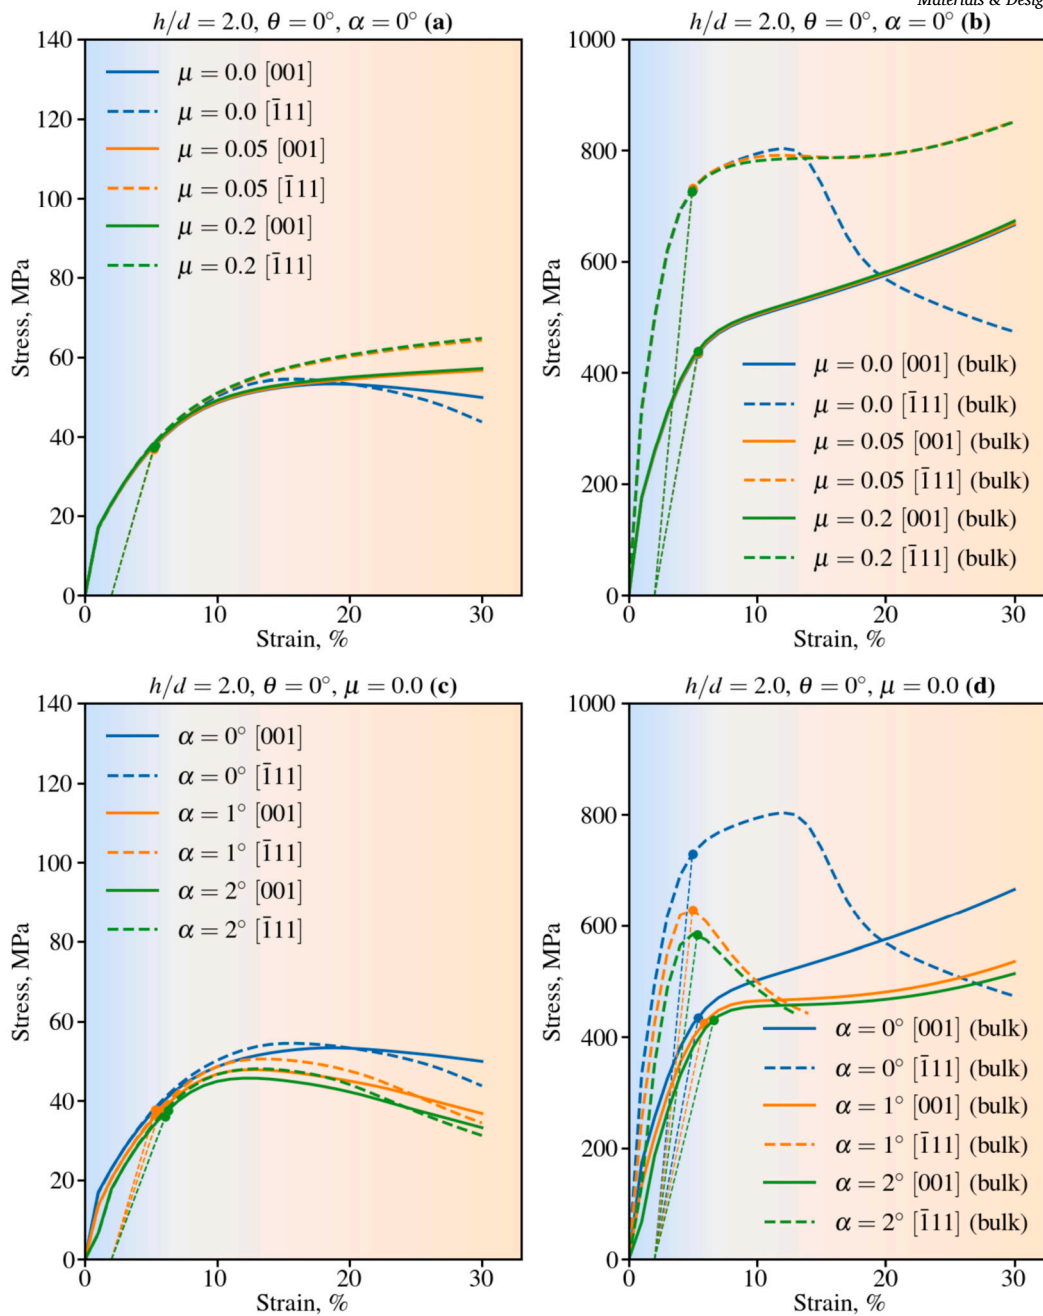 Materials & Design
h/d = 2.0, θ = 0°, α = 0° (a)
140
120
100
80
60
40
20
0
0
10
20
30
Stress, MPa
Strain, %
μ = 0.0 [001]
μ = 0.0 [1̄11]
μ = 0.05 [001]
μ = 0.05 [1̄11]
μ = 0.2 [001]
μ = 0.2 [1̄11]
h/d = 2.0, θ = 0°, α = 0° (b)
1000
800
600
400
200
0
0
10
20
30
Stress, MPa
Strain, %
μ = 0.0 [001] (bulk)
μ = 0.0 [1̄11] (bulk)
μ = 0.05 [001] (bulk)
μ = 0.05 [1̄11] (bulk)
μ = 0.2 [001] (bulk)
μ = 0.2 [1̄11] (bulk)
h/d = 2.0, θ = 0°, μ = 0.0 (c)
140
120
100
80
60
40
20
0
0
10
20
30
Stress, MPa
Strain, %
α = 0° [001]
α = 0° [1̄11]
α = 1° [001]
α = 1° [1̄11]
α = 2° [001]
α = 2° [1̄11]
h/d = 2.0, θ = 0°, μ = 0.0 (d)
1000
800
600
400
200
0
0
10
20
30
Stress, MPa
Strain, %
α = 0° [001] (bulk)
α = 0° [1̄11] (bulk)
α = 1° [001] (bulk)
α = 1° [1̄11] (bulk)
α = 2° [001] (bulk)
α = 2° [1̄11] (bulk)